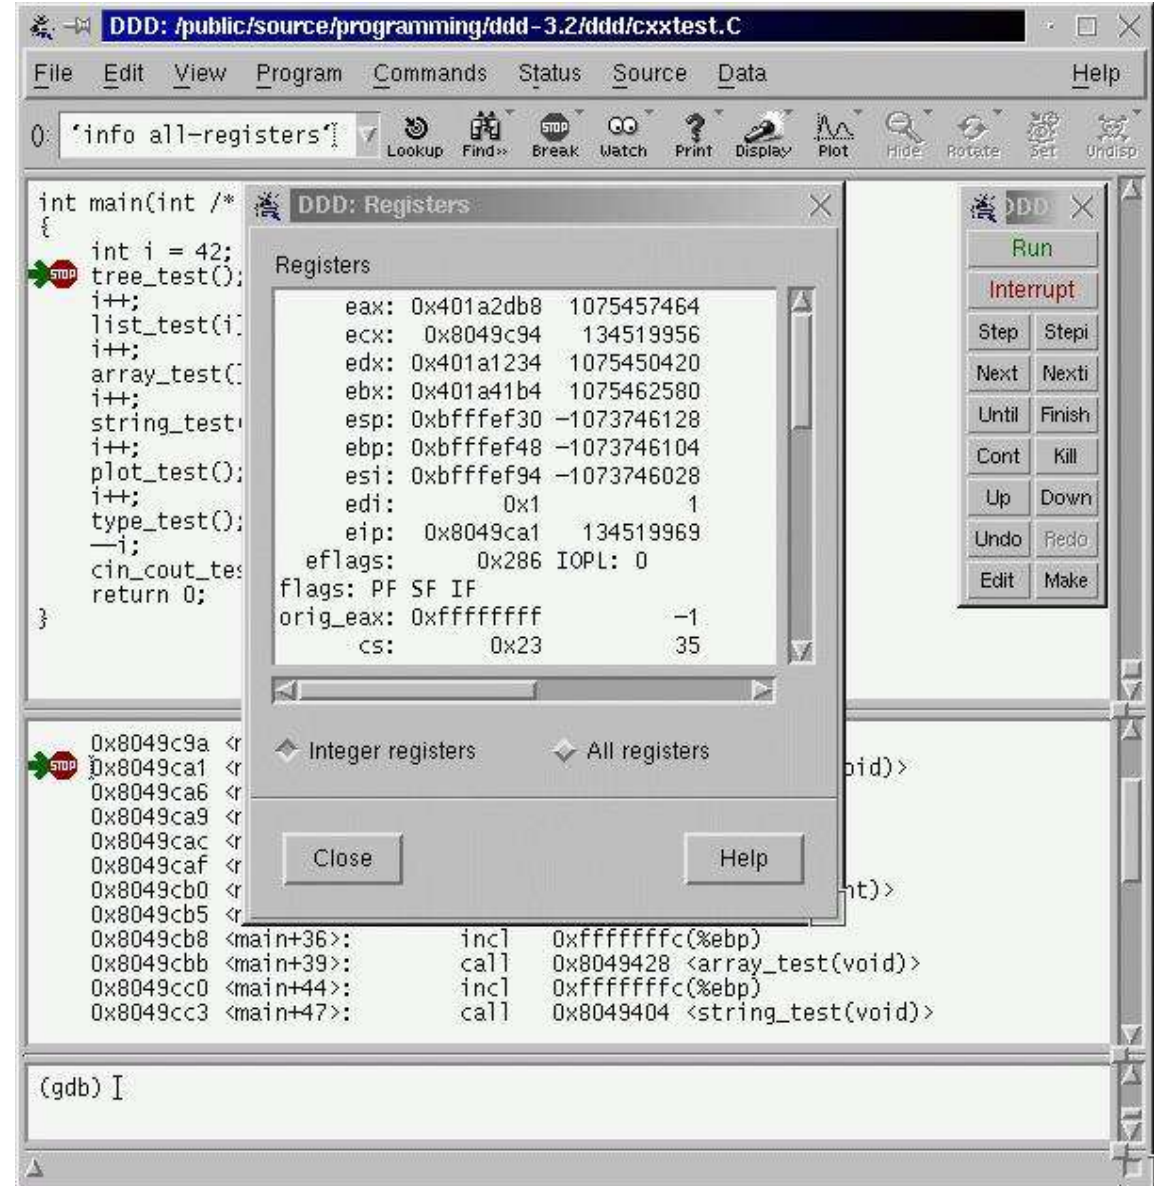 DDD: /public/source/programming/ddd-3.2/ddd/cxxtest.C
File Edit View Program Commands Status Source Data Help
(): 'info all-registers' Lookup Find» Break Watch Print Display Plot Hide Rotate Set Undisp
int main(int /*
{
int i = 42;
tree_test();
i++;
list_test(i
i++;
array_test(
i++;
string_test
i++;
plot_test();
i++;
type_test();
--i;
cin_cout_tes
return 0;
}
DDD: Registers
Registers
eax: 0x401a2db8 1075457464
ecx: 0x8049c94 134519956
edx: 0x401a1234 1075450420
ebx: 0x401a41b4 1075462580
esp: 0xbfffef30 -1073746128
ebp: 0xbfffef48 -1073746104
esi: 0xbfffef94 -1073746028
edi: 0x1 1
eip: 0x8049ca1 134519969
eflags: 0x286 IOPL: 0
flags: PF SF IF
orig_eax: 0xffffffff -1
cs: 0x23 35
Integer registers All registers
Close Help
DDD
Run
Interrupt
Step Stepi
Next Nexti
Until Finish
Cont Kill
Up Down
Undo Redo
Edit Make
0x8049c9a <
STOP 0x8049ca1 < oid)>
0x8049ca6 <
0x8049ca9 <
0x8049cac <
0x8049caf <
0x8049cb0 < nt)>
0x8049cb5 <
0x8049cb8 <main+36>: incl 0xfffffffc(%ebp)
0x8049cbb <main+39>: call 0x8049428 <array_test(void)>
0x8049cc0 <main+44>: incl 0xfffffffc(%ebp)
0x8049cc3 <main+47>: call 0x8049404 <string_test(void)>
(gdb)